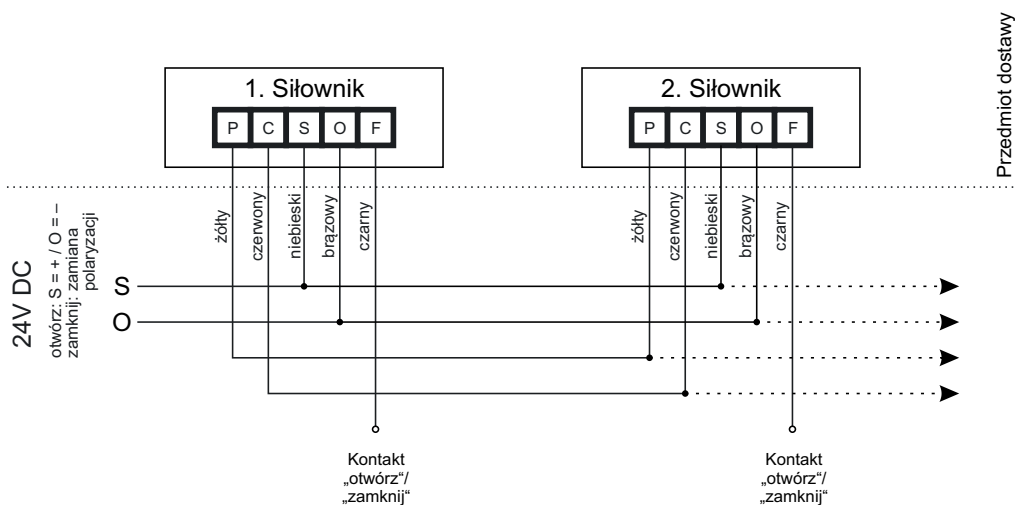 1. Siłownik
P C S O F
2. Siłownik
P C S O F
Przedmiot dostawy
żółty
czerwony
niebieski
brązowy
czarny
żółty
czerwony
niebieski
brązowy
czarny
24V DC
otwórz: S = + / O = –
zamknij: zamiana
polaryzacji
S
O
Kontakt
„otwórz“/
„zamknij“
Kontakt
„otwórz“/
„zamknij“